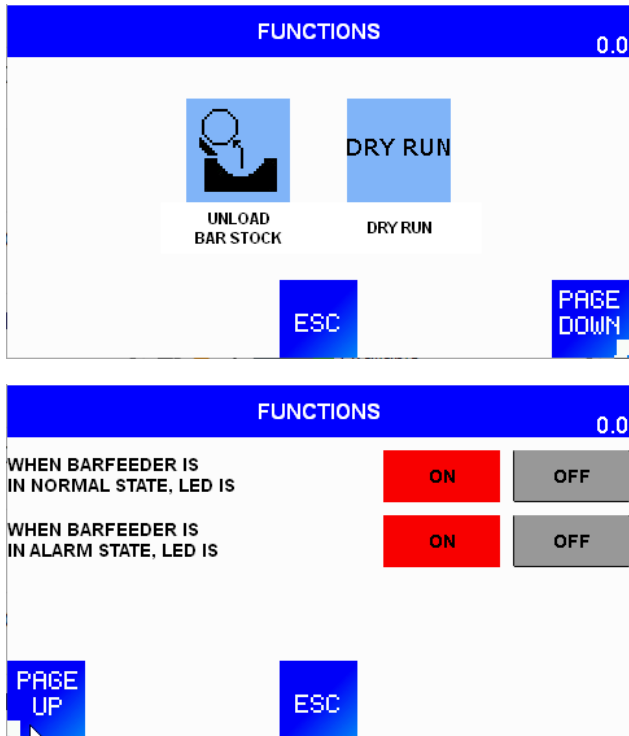 FUNCTIONS
0.0
DRY RUN
UNLOAD
BAR STOCK
DRY RUN
ESC
PAGE
DOWN
FUNCTIONS
0.0
WHEN BARFEEDER IS
IN NORMAL STATE, LED IS
ON
OFF
WHEN BARFEEDER IS
IN ALARM STATE, LED IS
ON
OFF
PAGE
UP
ESC